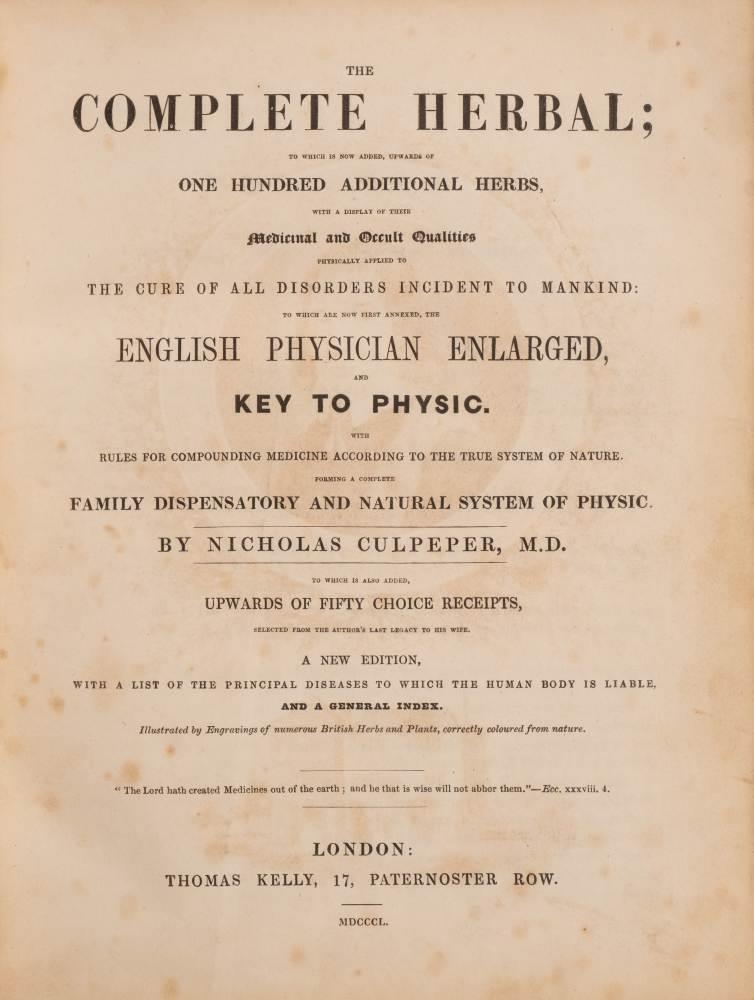 THE
COMPLETE HERBAL;
TO WHICH IS NOW ADDED, UPWARDS OF
ONE HUNDRED ADDITIONAL HERBS,
WITH A DISPLAY OF THEIR
Medicinal and Occult Qualities
PHYSICALLY APPLIED TO
THE CURE OF ALL DISORDERS INCIDENT TO MANKIND:
TO WHICH ARE NOW FIRST ANNEXED, THE
ENGLISH PHYSICIAN ENLARGED,
AND
KEY TO PHYSIC.
WITH
RULES FOR COMPOUNDING MEDICINE ACCORDING TO THE TRUE SYSTEM OF NATURE.
FORMING A COMPLETE
FAMILY DISPENSATORY AND NATURAL SYSTEM OF PHYSIC.
BY NICHOLAS CULPEPER, M.D.
TO WHICH IS ALSO ADDED,
UPWARDS OF FIFTY CHOICE RECEIPTS,
SELECTED FROM THE AUTHOR'S LAST LEGACY TO HIS WIFE.
A NEW EDITION,
WITH A LIST OF THE PRINCIPAL DISEASES TO WHICH THE HUMAN BODY IS LIABLE,
AND A GENERAL INDEX.
Illustrated by Engravings of numerous British Herbs and Plants, correctly coloured from nature.
“ The Lord hath created Medicines out of the earth ; and he that is wise will not abhor them.”—Ecc. xxxviii. 4.
LONDON:
THOMAS KELLY, 17, PATERNOSTER ROW.
MDCCCL.